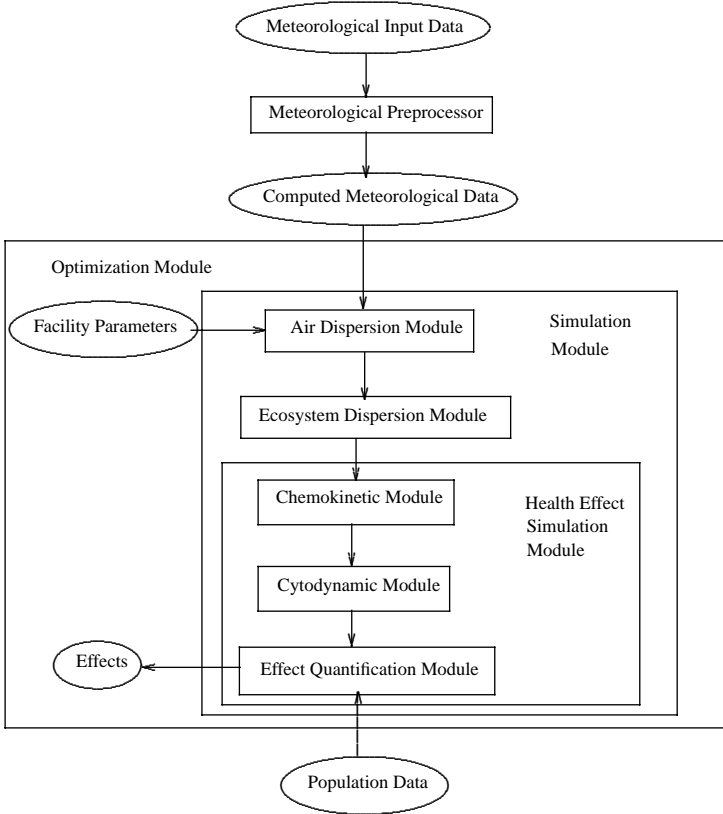 Meteorological Input Data
Meteorological Preprocessor
Computed Meteorological Data
Optimization Module
Facility Parameters
Air Dispersion Module
Simulation
Module
Ecosystem Dispersion Module
Chemokinetic Module
Health Effect
Simulation
Module
Cytodynamic Module
Effects
Effect Quantification Module
Population Data